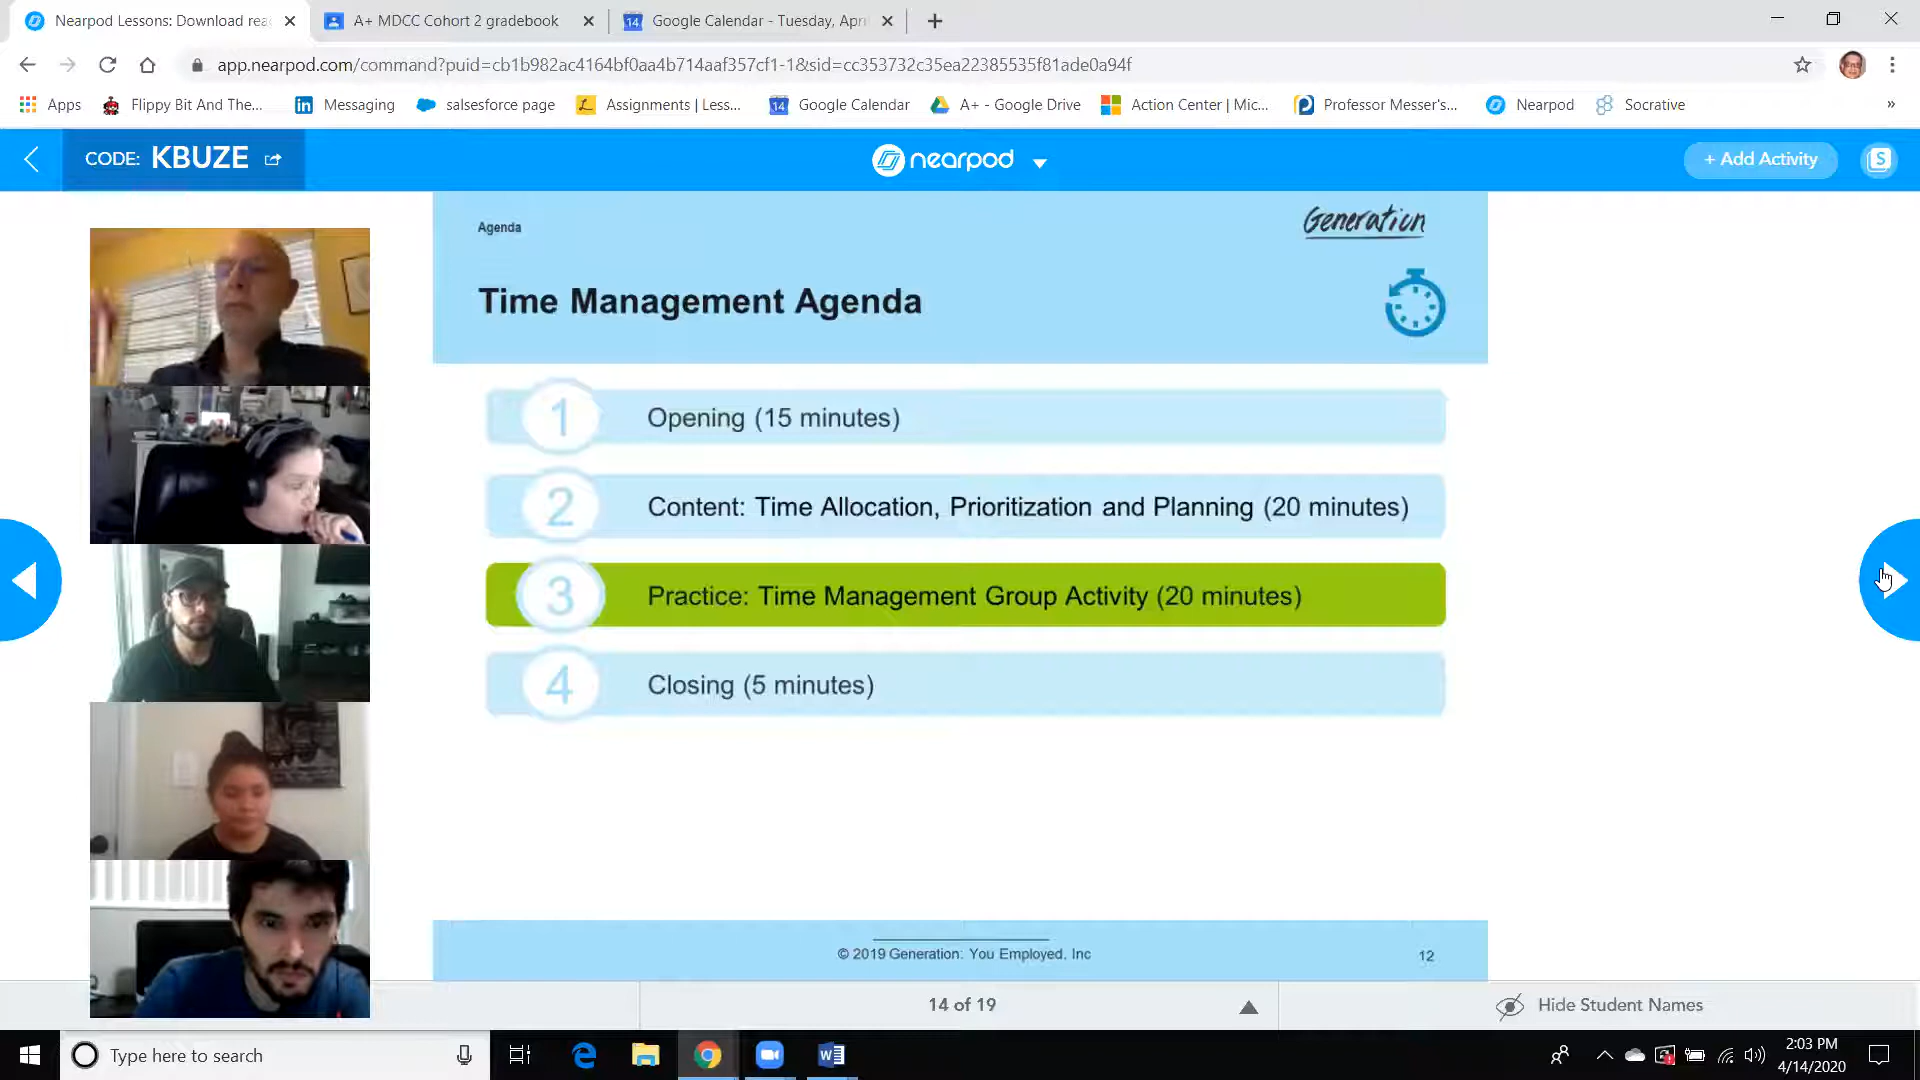 Nearpod Lessons: Download rea
A+ MDCC Cohort 2 gradebook
14 Google Calendar - Tuesday, Apri
app.nearpod.com/command?puid=cb1b982ac4164bf0aa4b714aaf357cf1-1&sid=cc353732c35ea22385535f81ade0a94f
Apps
Flippy Bit And The...
in Messaging
salsesforce page
Assignments | Less...
14 Google Calendar
A+ - Google Drive
Action Center | Mic...
Professor Messer's...
Nearpod
Socrative
»
CODE: KBUZE
nearpod
+ Add Activity
S
Agenda
Generation
Time Management Agenda
1 Opening (15 minutes)
2 Content: Time Allocation, Prioritization and Planning (20 minutes)
3 Practice: Time Management Group Activity (20 minutes)
4 Closing (5 minutes)
© 2019 Generation: You Employed, Inc
12
14 of 19
Hide Student Names
Type here to search
2:03 PM
4/14/2020